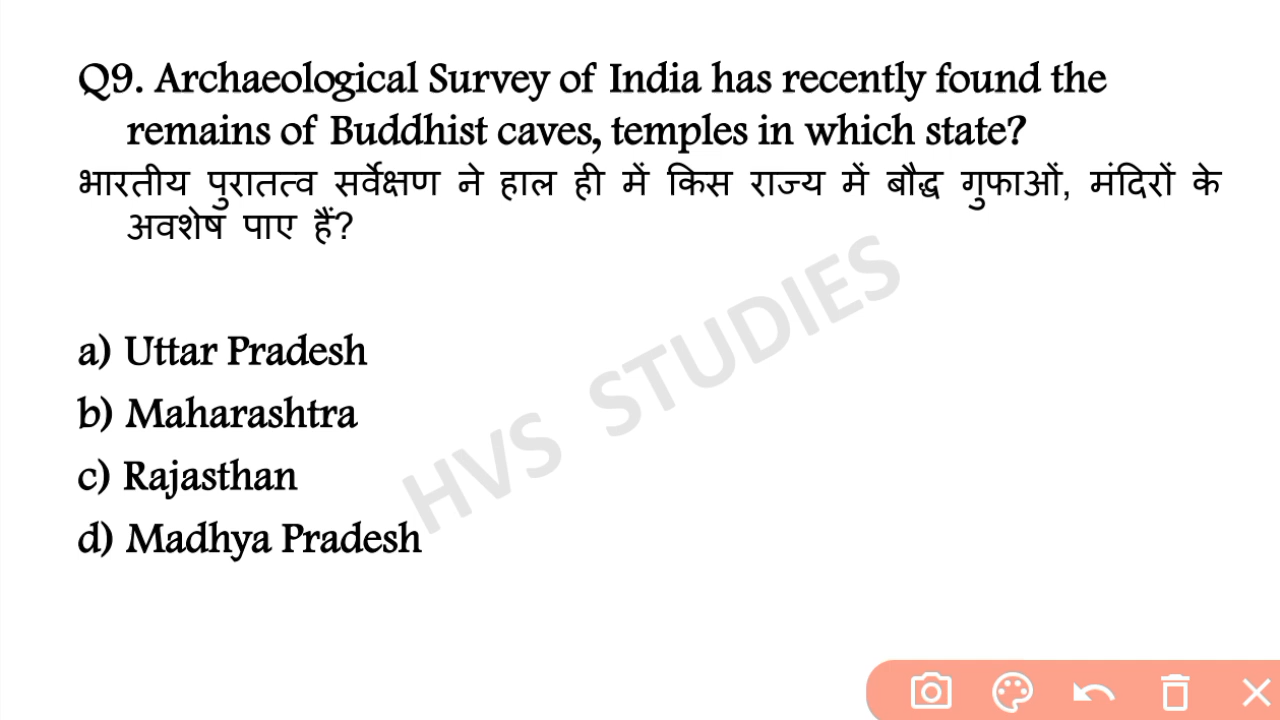 Q9. Archaeological Survey of India has recently found the
remains of Buddhist caves, temples in which state?
भारतीय पुरातत्व सर्वेक्षण ने हाल ही में किस राज्य में बौद्ध गुफाओं, मंदिरों के
अवशेष पाए हैं?
HVS STUDIES
a) Uttar Pradesh
b) Maharashtra
c) Rajasthan
d) Madhya Pradesh